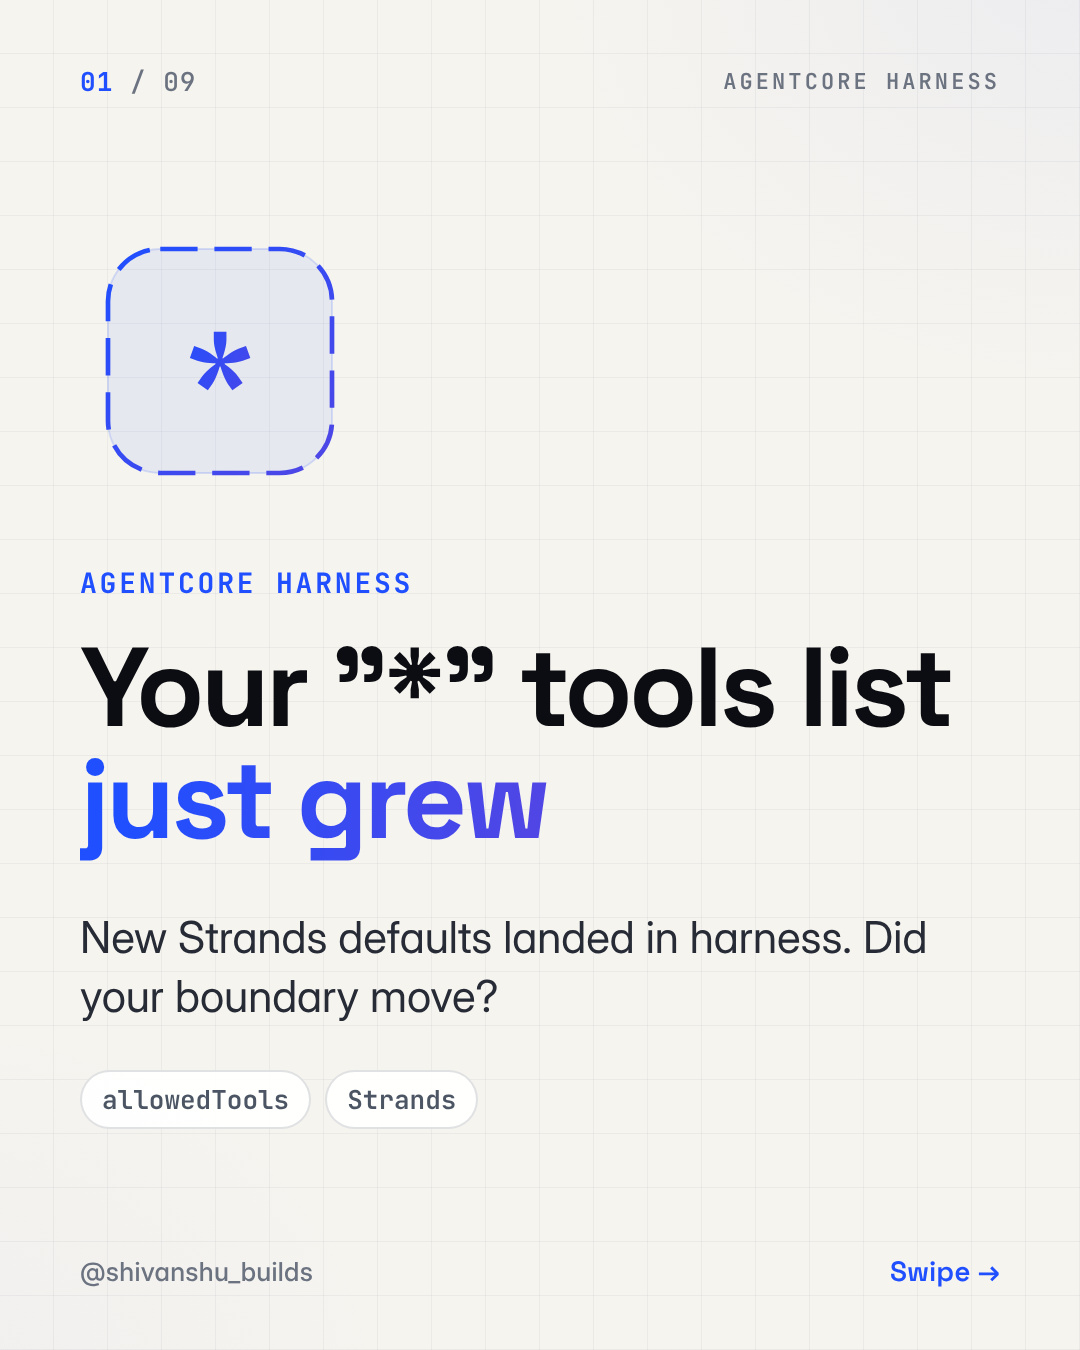 01 / 09
AGENTCORE HARNESS
*
AGENTCORE HARNESS
Your ”*” tools list
just grew
New Strands defaults landed in harness. Did
your boundary move?
allowedTools
Strands
@shivanshu_builds
Swipe →